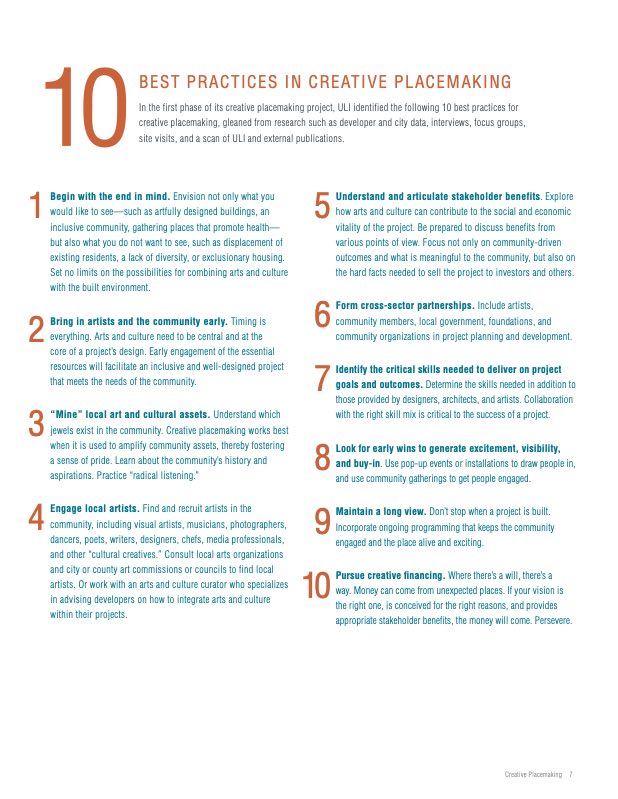 10
BEST PRACTICES IN CREATIVE PLACEMAKING
In the first phase of its creative placemaking project, ULI identified the following 10 best practices for
creative placemaking, gleaned from research such as developer and city data, interviews, focus groups,
site visits, and a scan of ULI and external publications.
1
Begin with the end in mind. Envision not only what you
would like to see—such as artfully designed buildings, an
inclusive community, gathering places that promote health—
but also what you do not want to see, such as displacement of
existing residents, a lack of diversity, or exclusionary housing.
Set no limits on the possibilities for combining arts and culture
with the built environment.
2
Bring in artists and the community early. Timing is
everything. Arts and culture need to be central and at the
core of a project's design. Early engagement of the essential
resources will facilitate an inclusive and well-designed project
that meets the needs of the community.
3
“Mine” local art and cultural assets. Understand which
jewels exist in the community. Creative placemaking works best
when it is used to amplify community assets, thereby fostering
a sense of pride. Learn about the community's history and
aspirations. Practice “radical listening.”
4
Engage local artists. Find and recruit artists in the
community, including visual artists, musicians, photographers,
dancers, poets, writers, designers, chefs, media professionals,
and other “cultural creatives.” Consult local arts organizations
and city or county art commissions or councils to find local
artists. Or work with an arts and culture curator who specializes
in advising developers on how to integrate arts and culture
within their projects.
5
Understand and articulate stakeholder benefits. Explore
how arts and culture can contribute to the social and economic
vitality of the project. Be prepared to discuss benefits from
various points of view. Focus not only on community-driven
outcomes and what is meaningful to the community, but also on
the hard facts needed to sell the project to investors and others.
6
Form cross-sector partnerships. Include artists,
community members, local government, foundations, and
community organizations in project planning and development.
7
Identify the critical skills needed to deliver on project
goals and outcomes. Determine the skills needed in addition to
those provided by designers, architects, and artists. Collaboration
with the right skill mix is critical to the success of a project.
8
Look for early wins to generate excitement, visibility,
and buy-in. Use pop-up events or installations to draw people in,
and use community gatherings to get people engaged.
9
Maintain a long view. Don't stop when a project is built.
Incorporate ongoing programming that keeps the community
engaged and the place alive and exciting.
10
Pursue creative financing. Where there's a will, there's a
way. Money can come from unexpected places. If your vision is
the right one, is conceived for the right reasons, and provides
appropriate stakeholder benefits, the money will come. Persevere.
Creative Placemaking 7